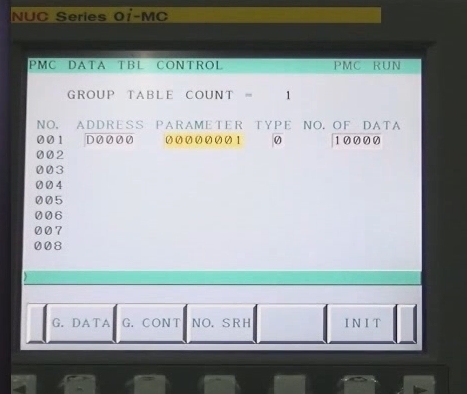 NUC Series 0i-MC
PMC DATA TBL CONTROL PMC RUN
GROUP TABLE COUNT = 1
NO. ADDRESS PARAMETER TYPE NO. OF DATA
001 D0000 00000001 0 10000
002
003
004
005
006
007
008
)
G. DATA G. CONT NO. SRH INIT